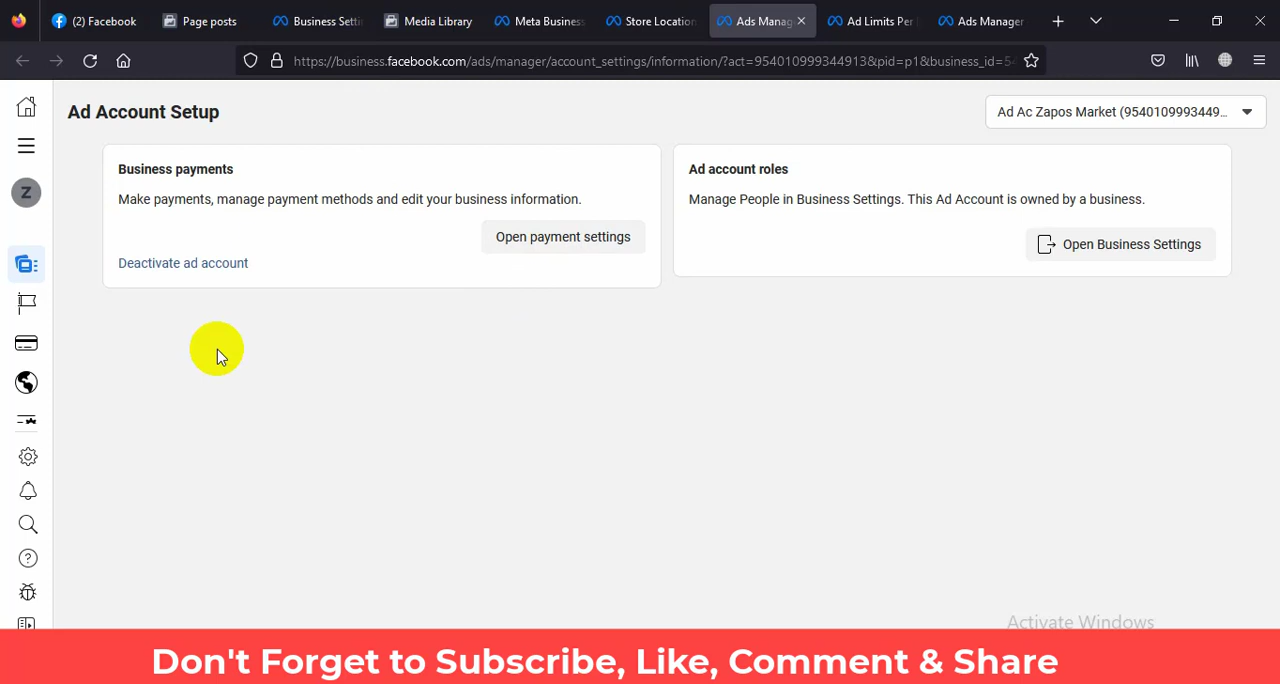 (2) Facebook
Page posts
Business Setti
Media Library
Meta Business
Store Location
Ads Manag
Ad Limits Per
Ads Manager
https://business.facebook.com/ads/manager/account_settings/information/?act=954010999344913&pid=p1&business_id=54
Ad Account Setup
Ad Ac Zapos Market (9540109993449...
Z
Business payments
Make payments, manage payment methods and edit your business information.
Open payment settings
Deactivate ad account
Ad account roles
Manage People in Business Settings. This Ad Account is owned by a business.
Open Business Settings
Activate Windows
Don't Forget to Subscribe, Like, Comment & Share